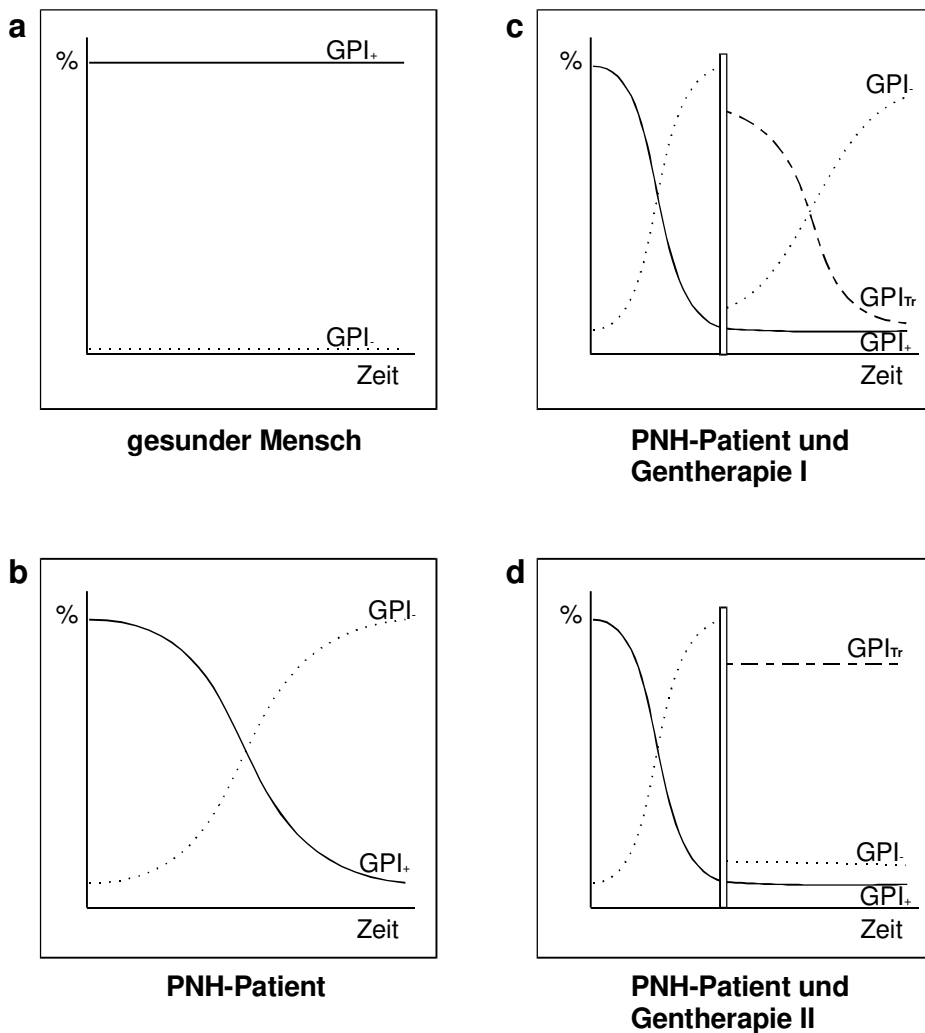 a
%
GPI+
GPI-
Zeit
gesunder Mensch
b
%
GPI-
GPI+
Zeit
PNH-Patient
c
%
GPI-
GPITr
GPI+
Zeit
PNH-Patient und
Gentherapie I
d
%
GPITr
GPI-
GPI+
Zeit
PNH-Patient und
Gentherapie II